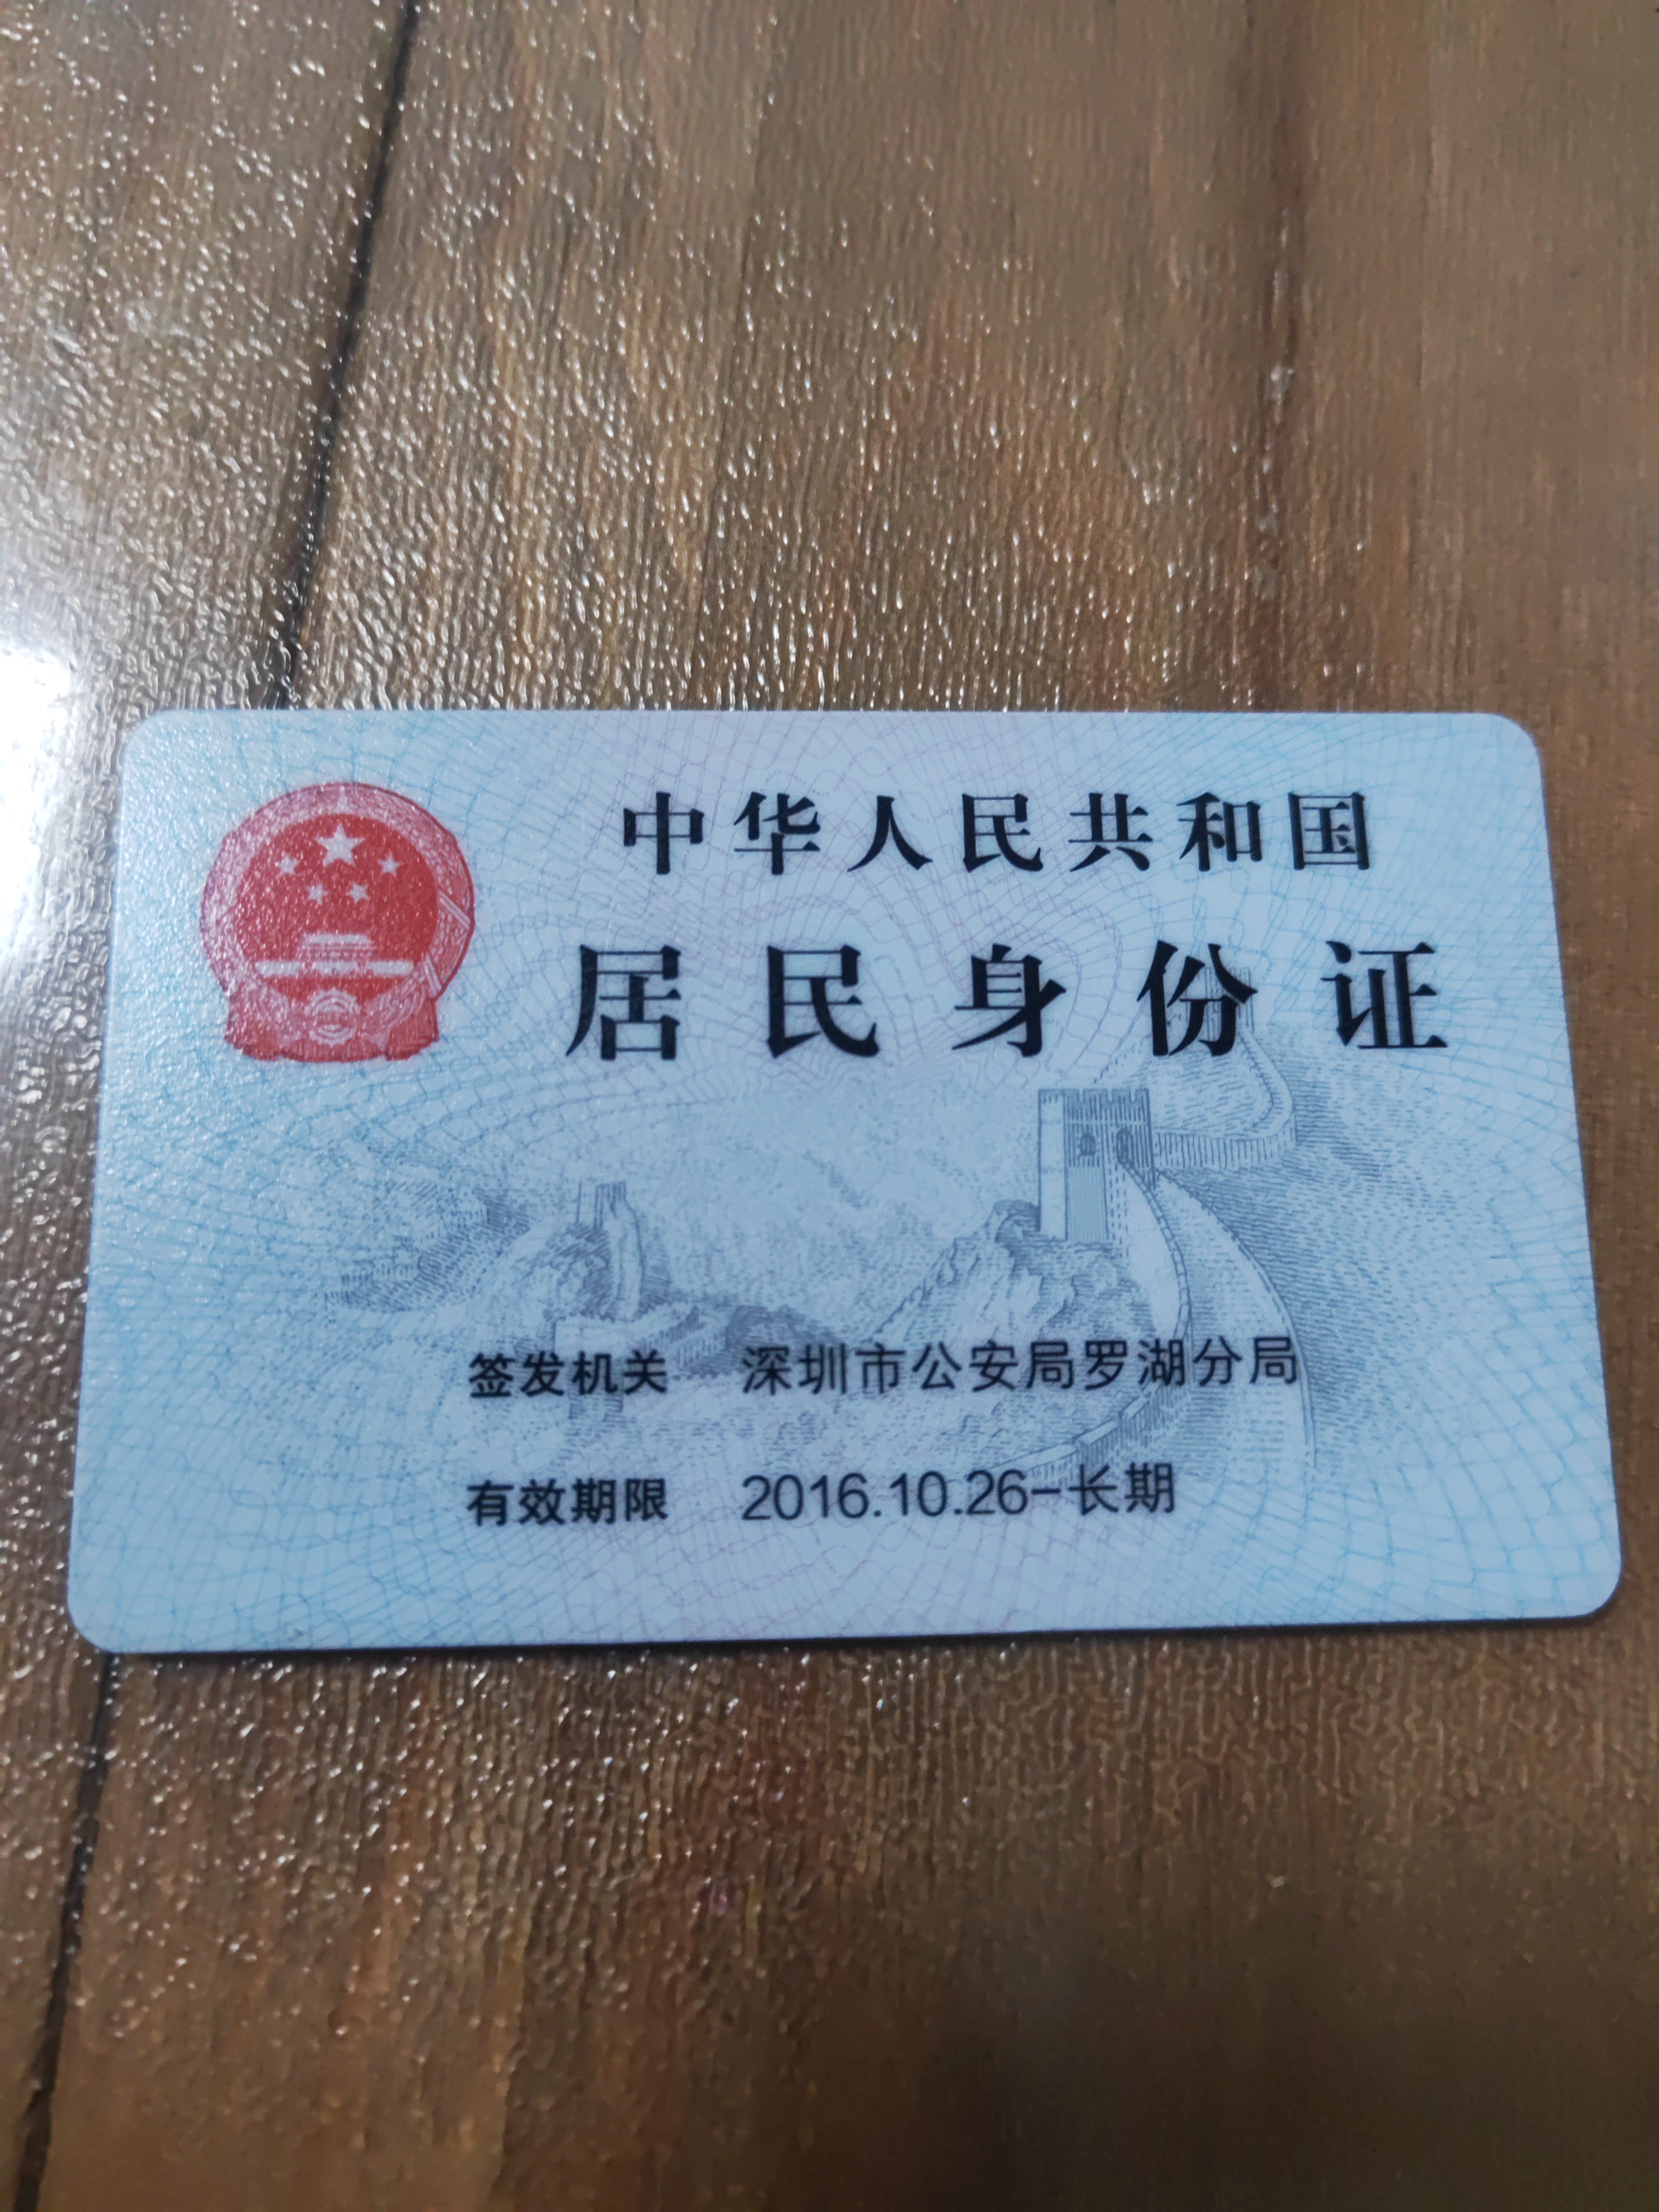 中华人民共和国
居民身份证
签发机关 深圳市公安局罗湖分局
有效期限 2016.10.26-长期